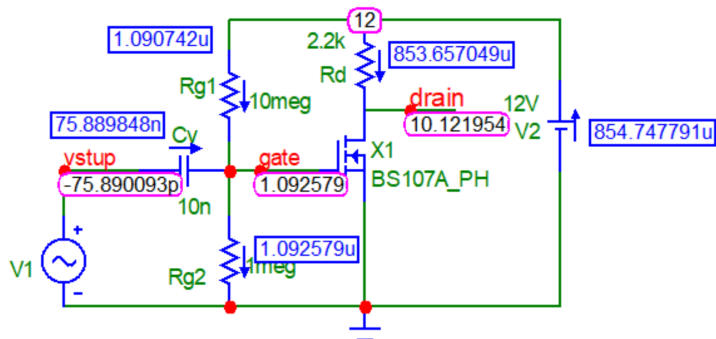 12
1.090742u
2.2k
853.657049u
Rd
Rg1
10meg
drain
12V
10.121954
V2
854.747791u
75.889848n
Cv
vstup
gate
X1
-75.890093p
1.092579
BS107A_PH
10n
+
V1
1.092579u
1meg
Rg2
−